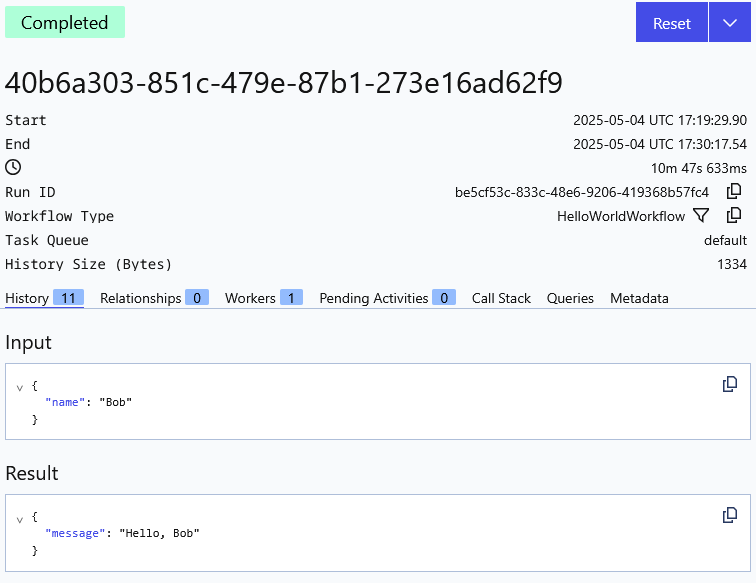 Completed
Reset
40b6a303-851c-479e-87b1-273e16ad62f9
Start 2025-05-04 UTC 17:19:29.90
End 2025-05-04 UTC 17:30:17.54
10m 47s 633ms
Run ID be5cf53c-833c-48e6-9206-419368b57fc4
Workflow Type HelloWorldWorkflow
Task Queue default
History Size (Bytes) 1334
History 11 Relationships 0 Workers 1 Pending Activities 0 Call Stack Queries Metadata
Input
{
"name": "Bob"
}
Result
{
"message": "Hello, Bob"
}